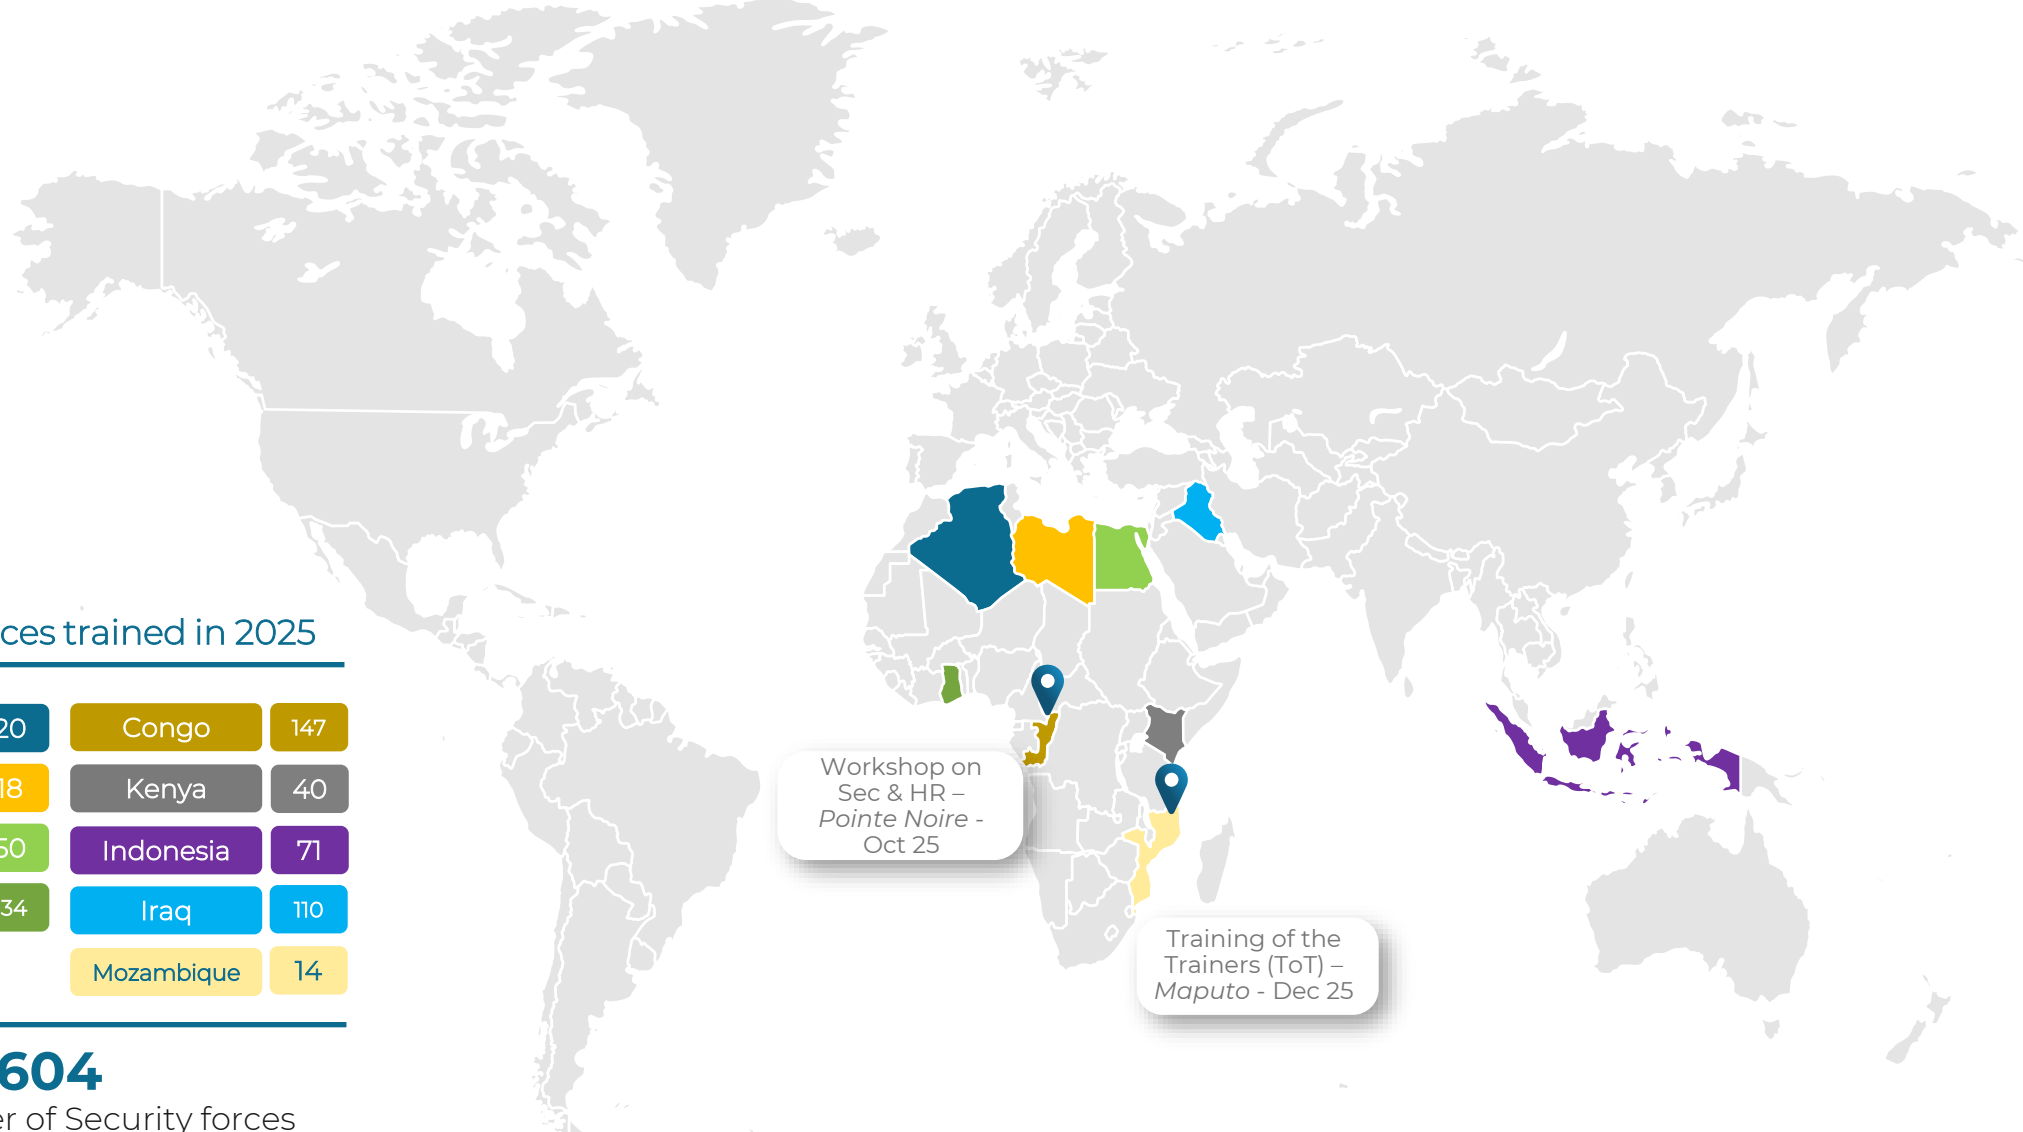 ces trained in 2025
20 Congo 147
18 Kenya 40
50 Indonesia 71
34 Iraq 110
Mozambique 14
604
er of Security forces
Workshop on
Sec & HR –
Pointe Noire -
Oct 25
Training of the
Trainers (ToT) –
Maputo - Dec 25